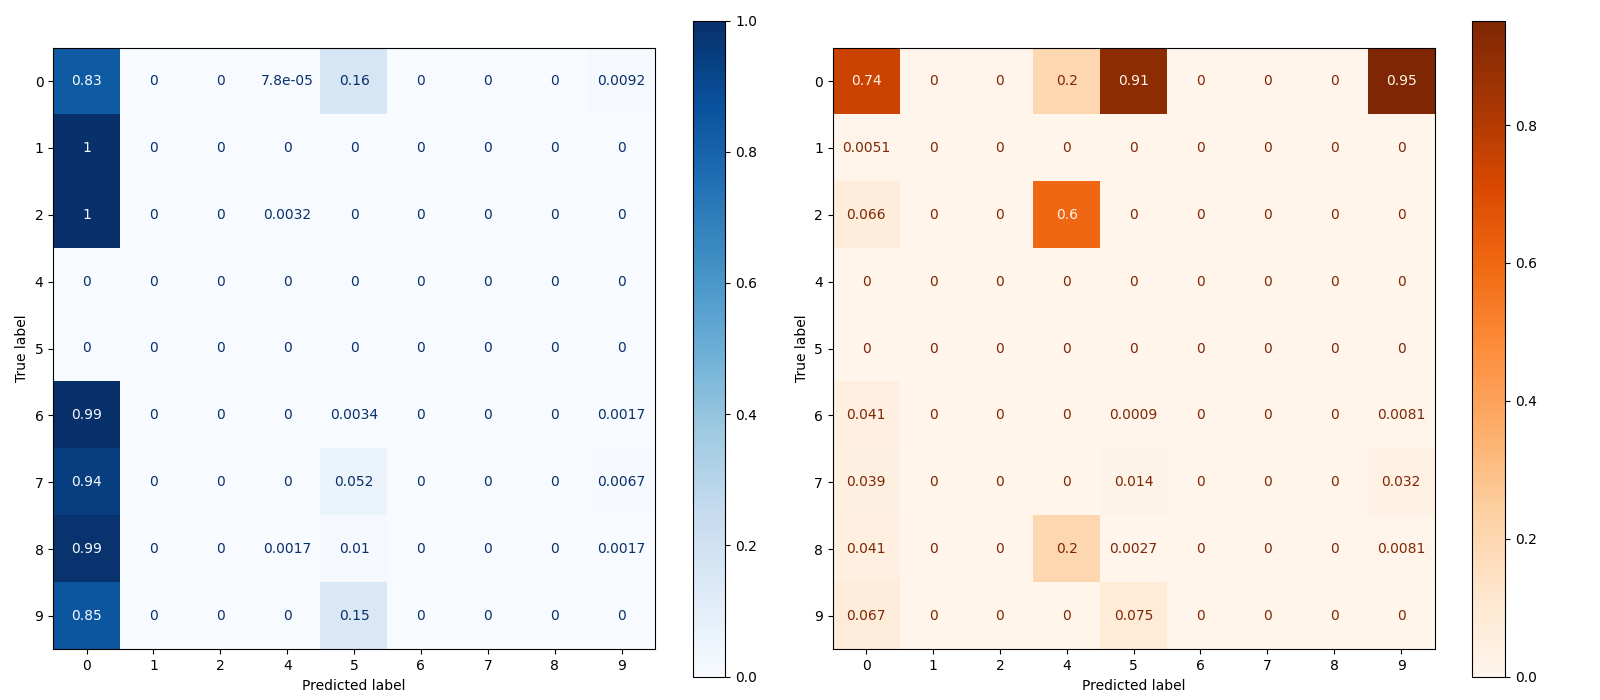 0 0.83 0 0 7.8e-05 0.16 0 0 0 0.0092
1 1 0 0 0 0 0 0 0 0
2 1 0 0 0.0032 0 0 0 0 0
4 0 0 0 0 0 0 0 0 0
5 0 0 0 0 0 0 0 0 0
6 0.99 0 0 0 0.0034 0 0 0 0.0017
7 0.94 0 0 0 0.052 0 0 0 0.0067
8 0.99 0 0 0.0017 0.01 0 0 0 0.0017
9 0.85 0 0 0 0.15 0 0 0 0
0 1 2 4 5 6 7 8 9
Predicted label
True label
1.0
0.8
0.6
0.4
0.2
0.0
0 0.74 0 0 0.2 0.91 0 0 0 0.95
1 0.0051 0 0 0 0 0 0 0 0
2 0.066 0 0 0.6 0 0 0 0 0
4 0 0 0 0 0 0 0 0 0
5 0 0 0 0 0 0 0 0 0
6 0.041 0 0 0 0.0009 0 0 0 0.0081
7 0.039 0 0 0 0.014 0 0 0 0.032
8 0.041 0 0 0.2 0.0027 0 0 0 0.0081
9 0.067 0 0 0 0.075 0 0 0 0
0 1 2 4 5 6 7 8 9
Predicted label
True label
0.8
0.6
0.4
0.2
0.0